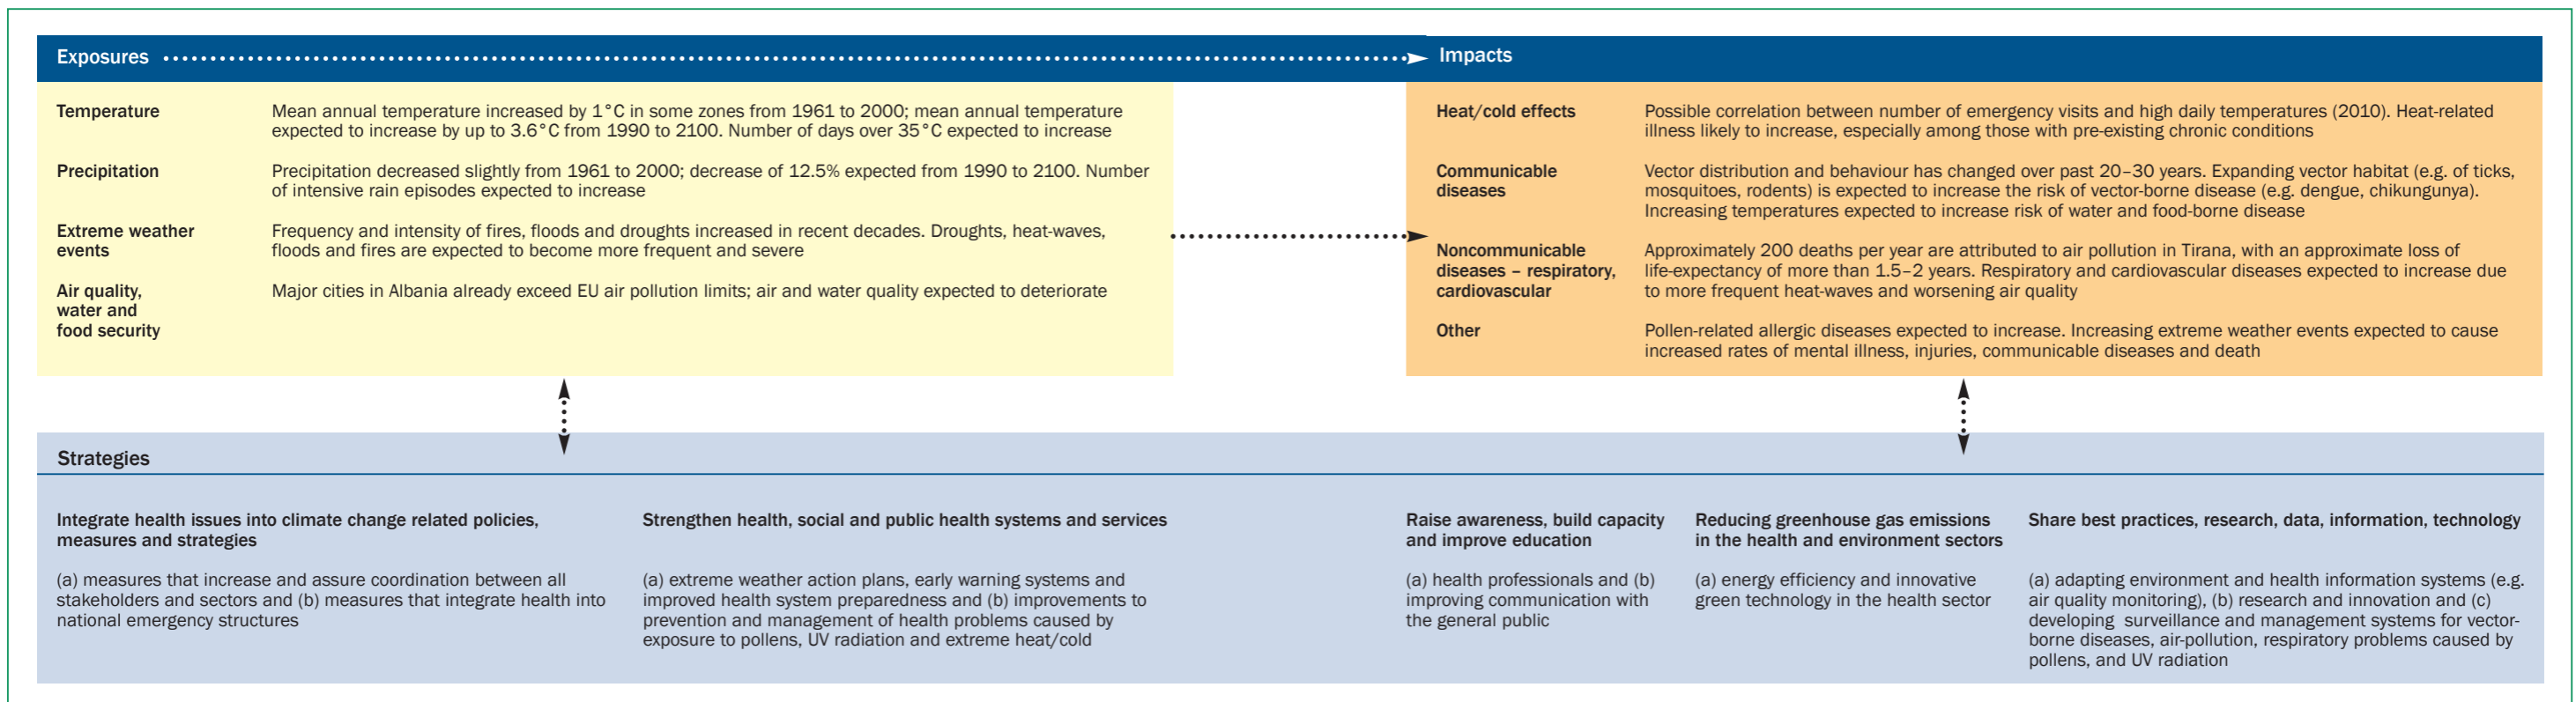 Exposures
Impacts
Temperature
Mean annual temperature increased by 1°C in some zones from 1961 to 2000; mean annual temperature
expected to increase by up to 3.6°C from 1990 to 2100. Number of days over 35°C expected to increase
Precipitation
Precipitation decreased slightly from 1961 to 2000; decrease of 12.5% expected from 1990 to 2100. Number
of intensive rain episodes expected to increase
Extreme weather
events
Frequency and intensity of fires, floods and droughts increased in recent decades. Droughts, heat-waves,
floods and fires are expected to become more frequent and severe
Air quality,
water and
food security
Major cities in Albania already exceed EU air pollution limits; air and water quality expected to deteriorate
Heat/cold effects
Possible correlation between number of emergency visits and high daily temperatures (2010). Heat-related
illness likely to increase, especially among those with pre-existing chronic conditions
Communicable
diseases
Vector distribution and behaviour has changed over past 20–30 years. Expanding vector habitat (e.g. of ticks,
mosquitoes, rodents) is expected to increase the risk of vector-borne disease (e.g. dengue, chikungunya).
Increasing temperatures expected to increase risk of water and food-borne disease
Noncommunicable
diseases – respiratory,
cardiovascular
Approximately 200 deaths per year are attributed to air pollution in Tirana, with an approximate loss of
life-expectancy of more than 1.5–2 years. Respiratory and cardiovascular diseases expected to increase due
to more frequent heat-waves and worsening air quality
Other
Pollen-related allergic diseases expected to increase. Increasing extreme weather events expected to cause
increased rates of mental illness, injuries, communicable diseases and death
Strategies
Integrate health issues into climate change related policies,
measures and strategies
(a) measures that increase and assure coordination between all
stakeholders and sectors and (b) measures that integrate health into
national emergency structures
Strengthen health, social and public health systems and services
(a) extreme weather action plans, early warning systems and
improved health system preparedness and (b) improvements to
prevention and management of health problems caused by
exposure to pollens, UV radiation and extreme heat/cold
Raise awareness, build capacity
and improve education
(a) health professionals and (b)
improving communication with
the general public
Reducing greenhouse gas emissions
in the health and environment sectors
(a) energy efficiency and innovative
green technology in the health sector
Share best practices, research, data, information, technology
(a) adapting environment and health information systems (e.g.
air quality monitoring), (b) research and innovation and (c)
developing surveillance and management systems for vector-
borne diseases, air-pollution, respiratory problems caused by
pollens, and UV radiation